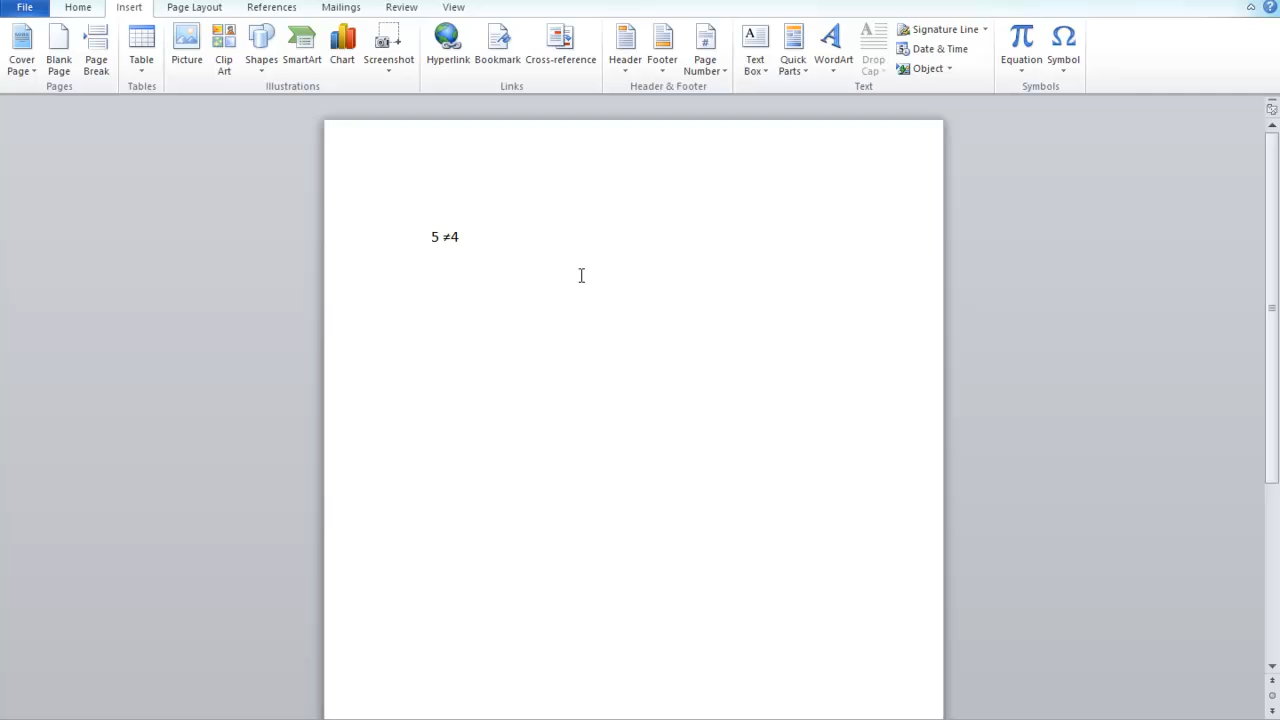 File Home Insert Page Layout References Mailings Review View
Cover Page Blank Page Page Break Table Picture Clip Art Shapes SmartArt Chart Screenshot Hyperlink Bookmark Cross-reference Header Footer Page Number Text Box Quick Parts WordArt Drop Cap Signature Line Date & Time Object Equation Symbol
Pages Tables Illustrations Links Header & Footer Text Symbols
5 ≠4